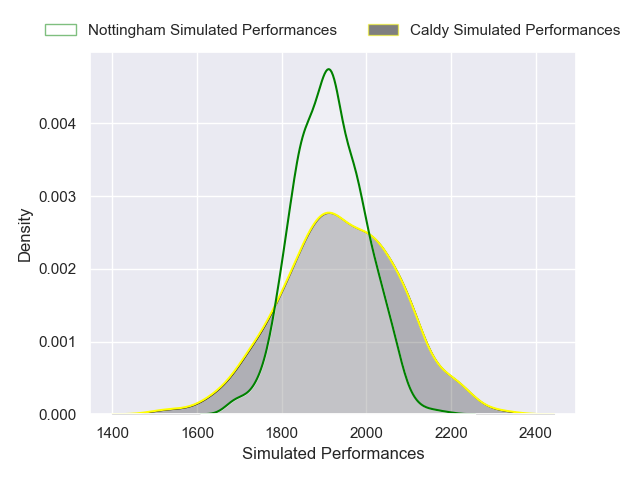 Nottingham Simulated Performances Caldy Simulated Performances
0.004
0.003
0.002
0.001
0.000
Density
1400 1600 1800 2000 2200 2400
Simulated Performances